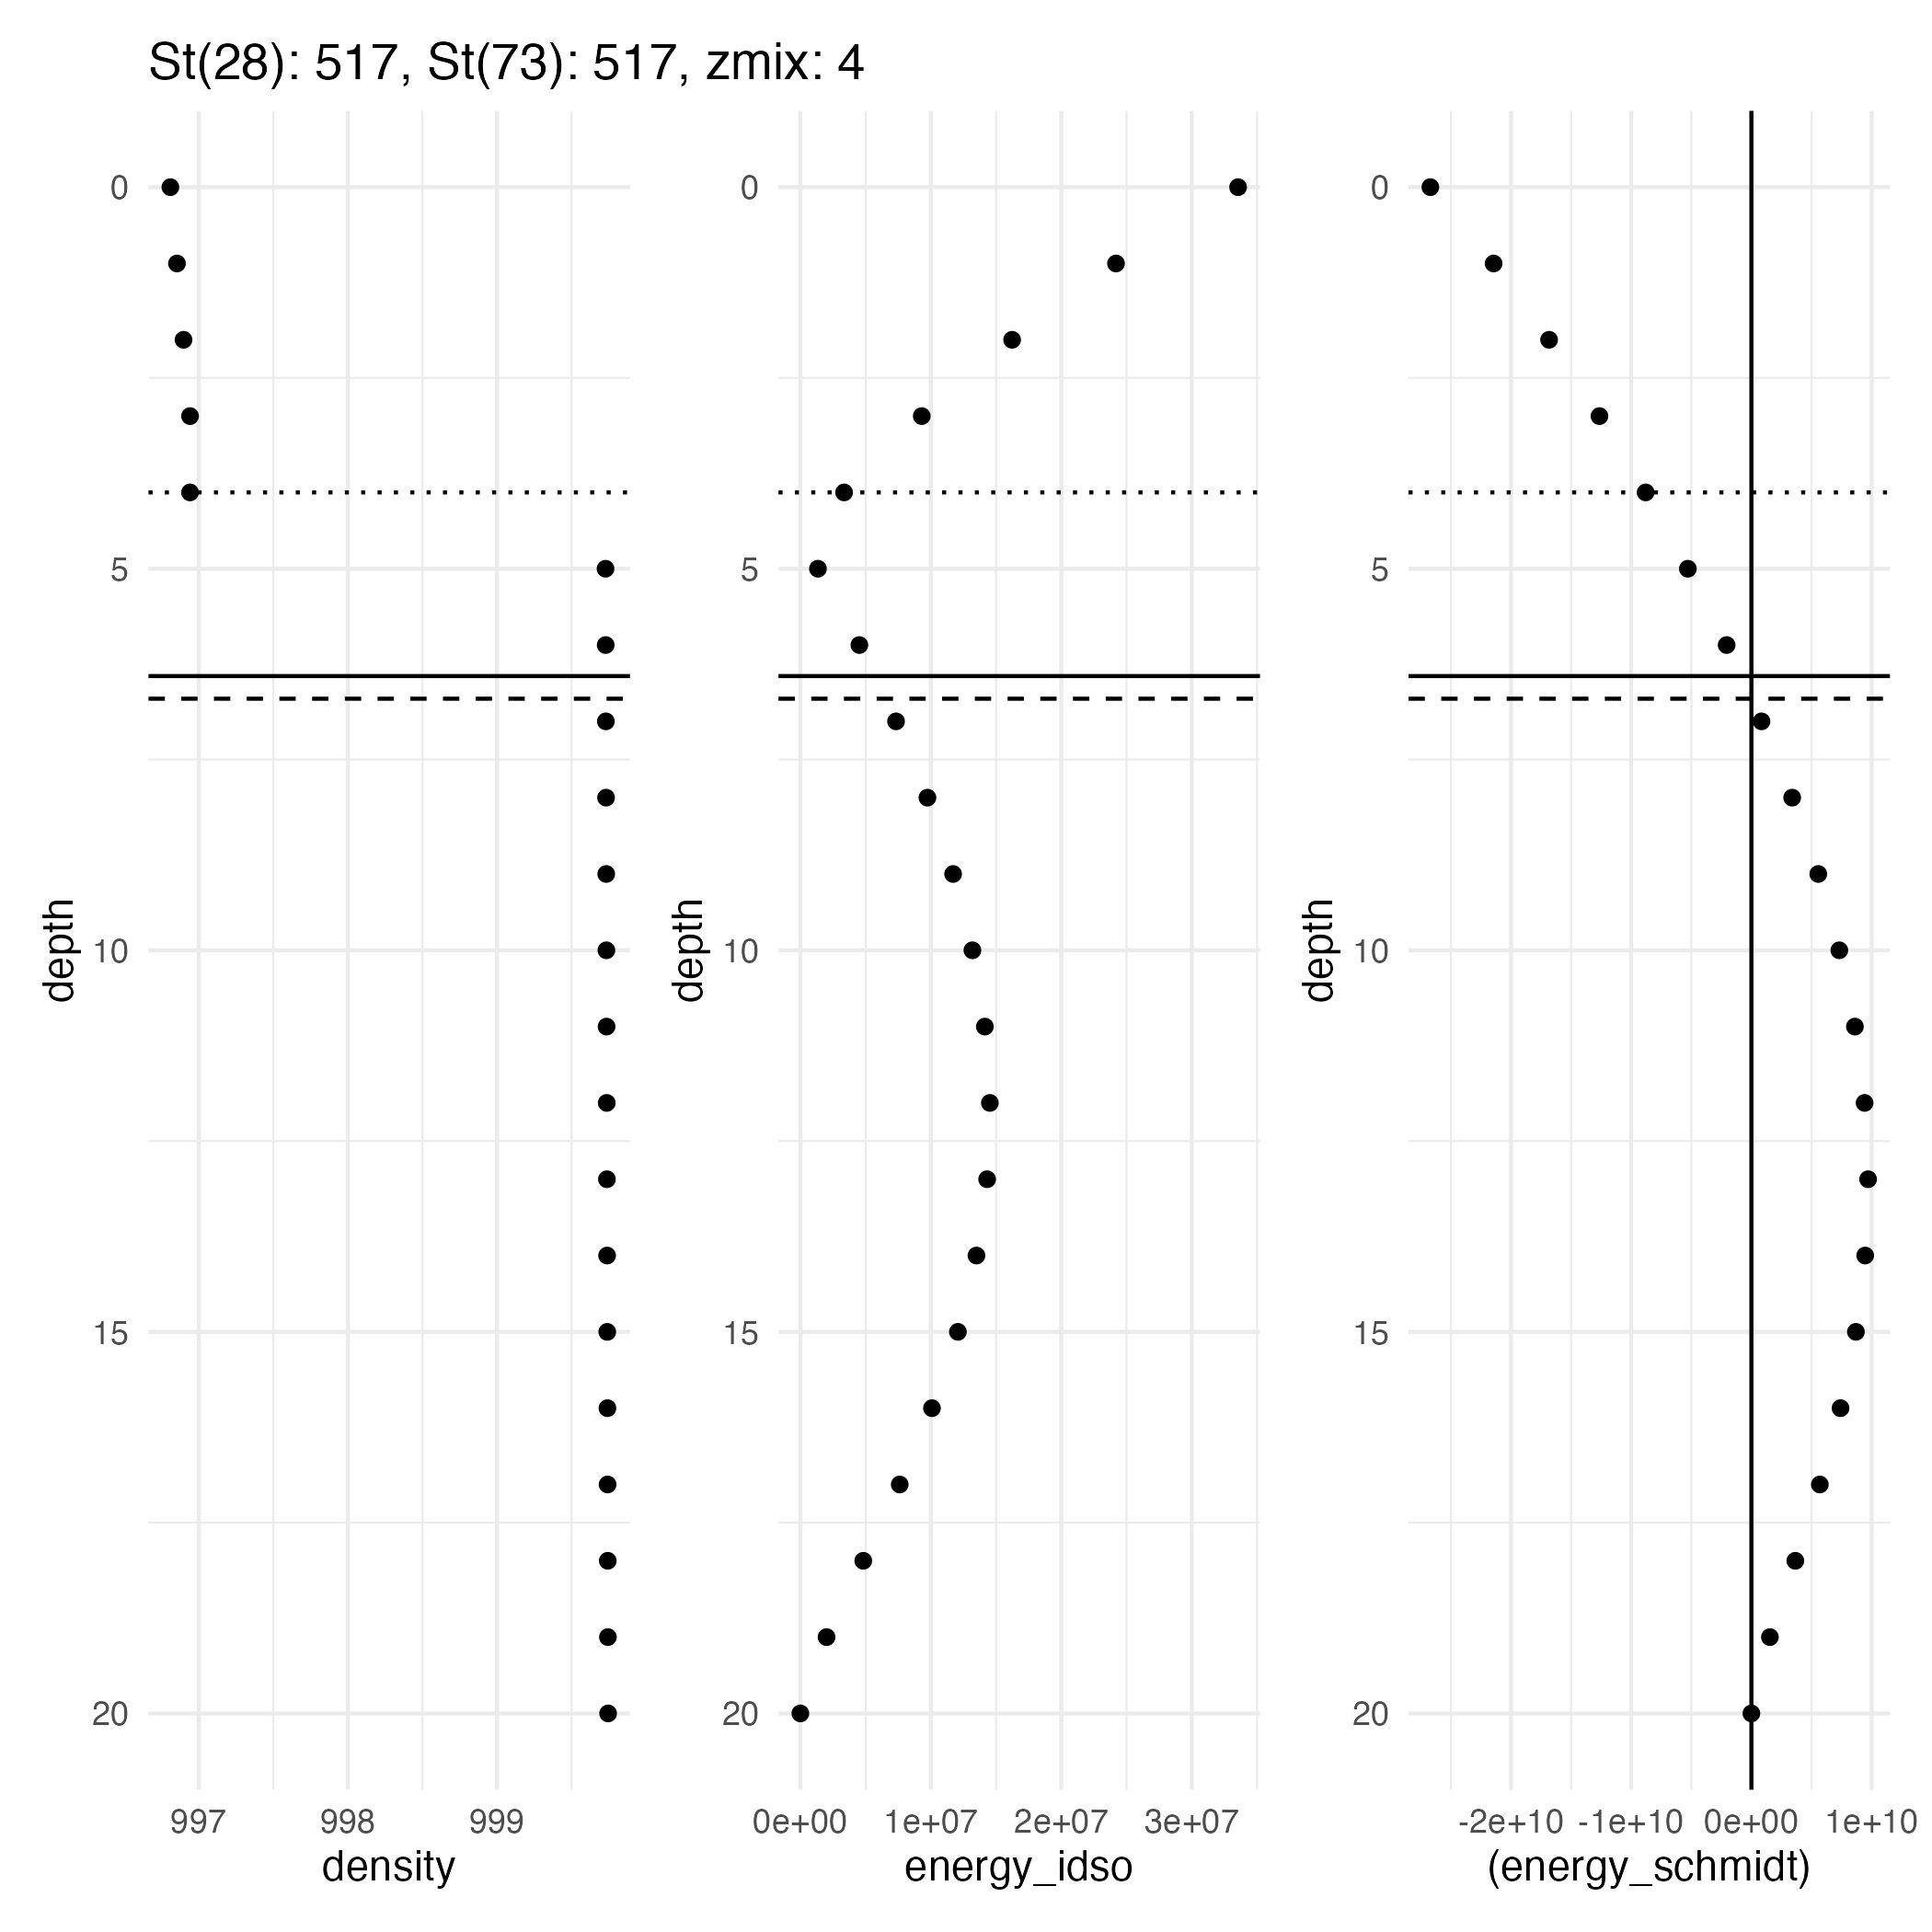 St(28): 517, St(73): 517, zmix: 4
depth
0
5
10
15
20
997 998 999
density
depth
0
5
10
15
20
0e+00 1e+07 2e+07 3e+07
energy_idso
depth
0
5
10
15
20
-2e+10 -1e+10 0e+00 1e+10
(energy_schmidt)